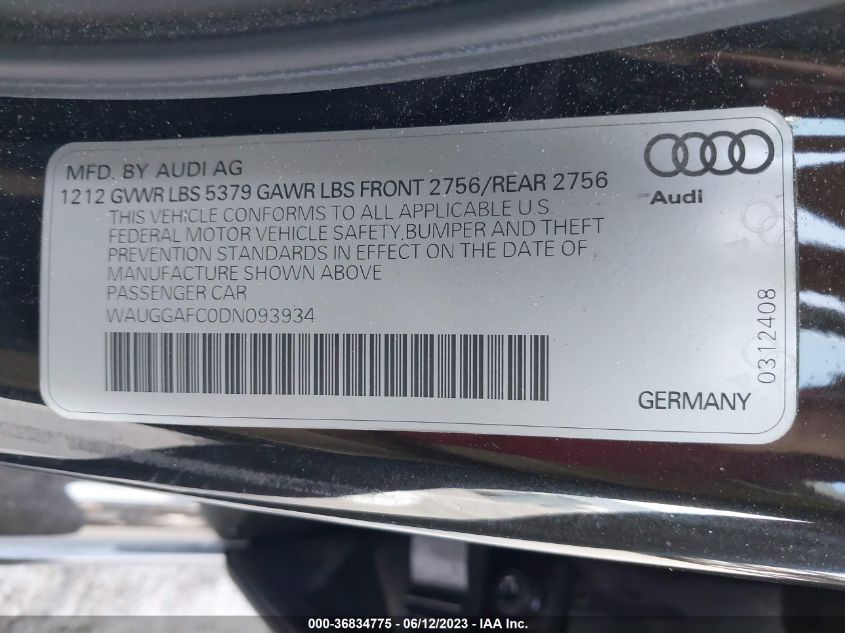 MFD. BY AUDI AG
1212 GVWR LBS 5379 GAWR LBS FRONT 2756/REAR 2756
THIS VEHICLE CONFORMS TO ALL APPLICABLE U.S.
FEDERAL MOTOR VEHICLE SAFETY, BUMPER AND THEFT
PREVENTION STANDARDS IN EFFECT ON THE DATE OF
MANUFACTURE SHOWN ABOVE
PASSENGER CAR
WAUGGAFC0DN093934
Audi
0312408
GERMANY
000-36834775 - 06/12/2023 - IAAI.com